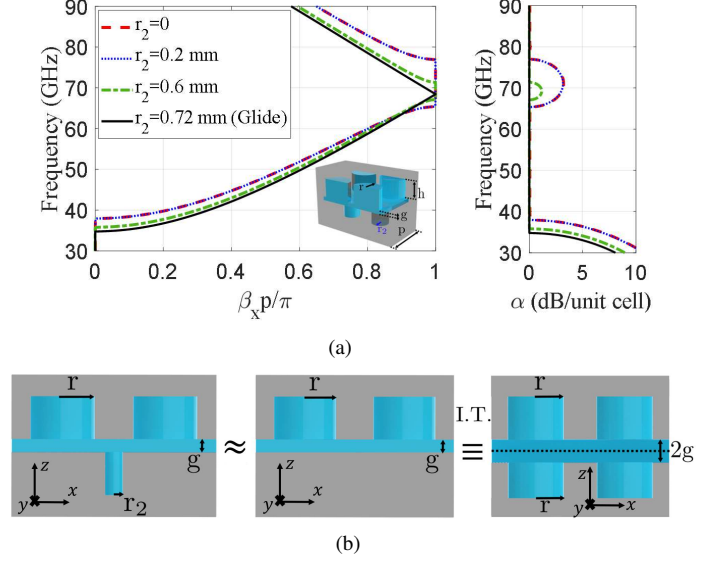 90
80
70
60
50
40
30
Frequency (GHz)
r2=0
r2=0.2 mm
r2=0.6 mm
r2=0.72 mm (Glide)
r
h
g
p
r2
0
0.2
0.4
0.6
0.8
1
βxp/π
90
80
70
60
50
40
30
Frequency (GHz)
0
5
10
α (dB/unit cell)
(a)
r
g
z
y
x
r2
≈
r
g
z
y
x
I.T.
≡
r
2g
z
r
y
x
(b)